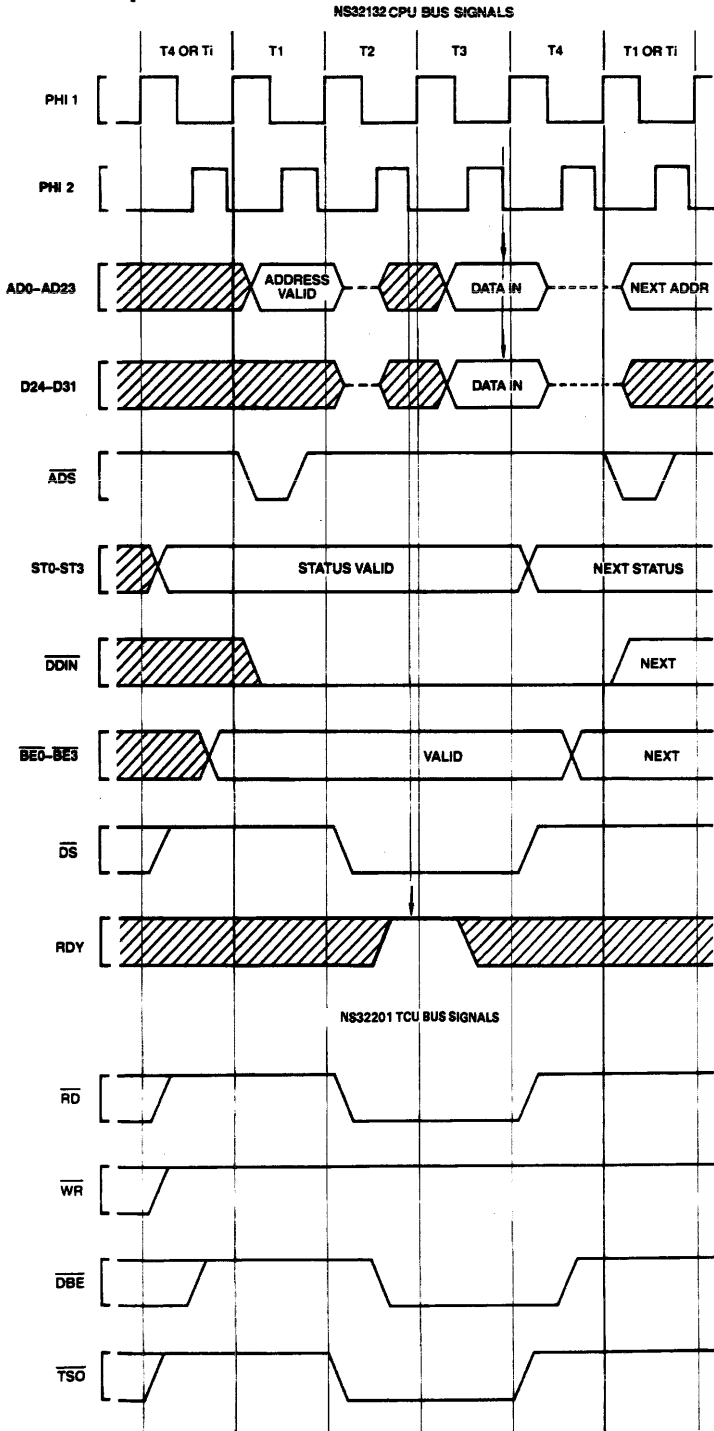 NS32132 CPU BUS SIGNALS
T4 OR Ti T1 T2 T3 T4 T1 OR Ti
PHI 1
PHI 2
AD0–AD23 ADDRESS VALID DATA IN NEXT ADDR
D24–D31 DATA IN
ADS
ST0-ST3 STATUS VALID NEXT STATUS
DDIN NEXT
BE0–BE3 VALID NEXT
DS
RDY
NS32201 TCU BUS SIGNALS
RD
WR
DBE
TSO